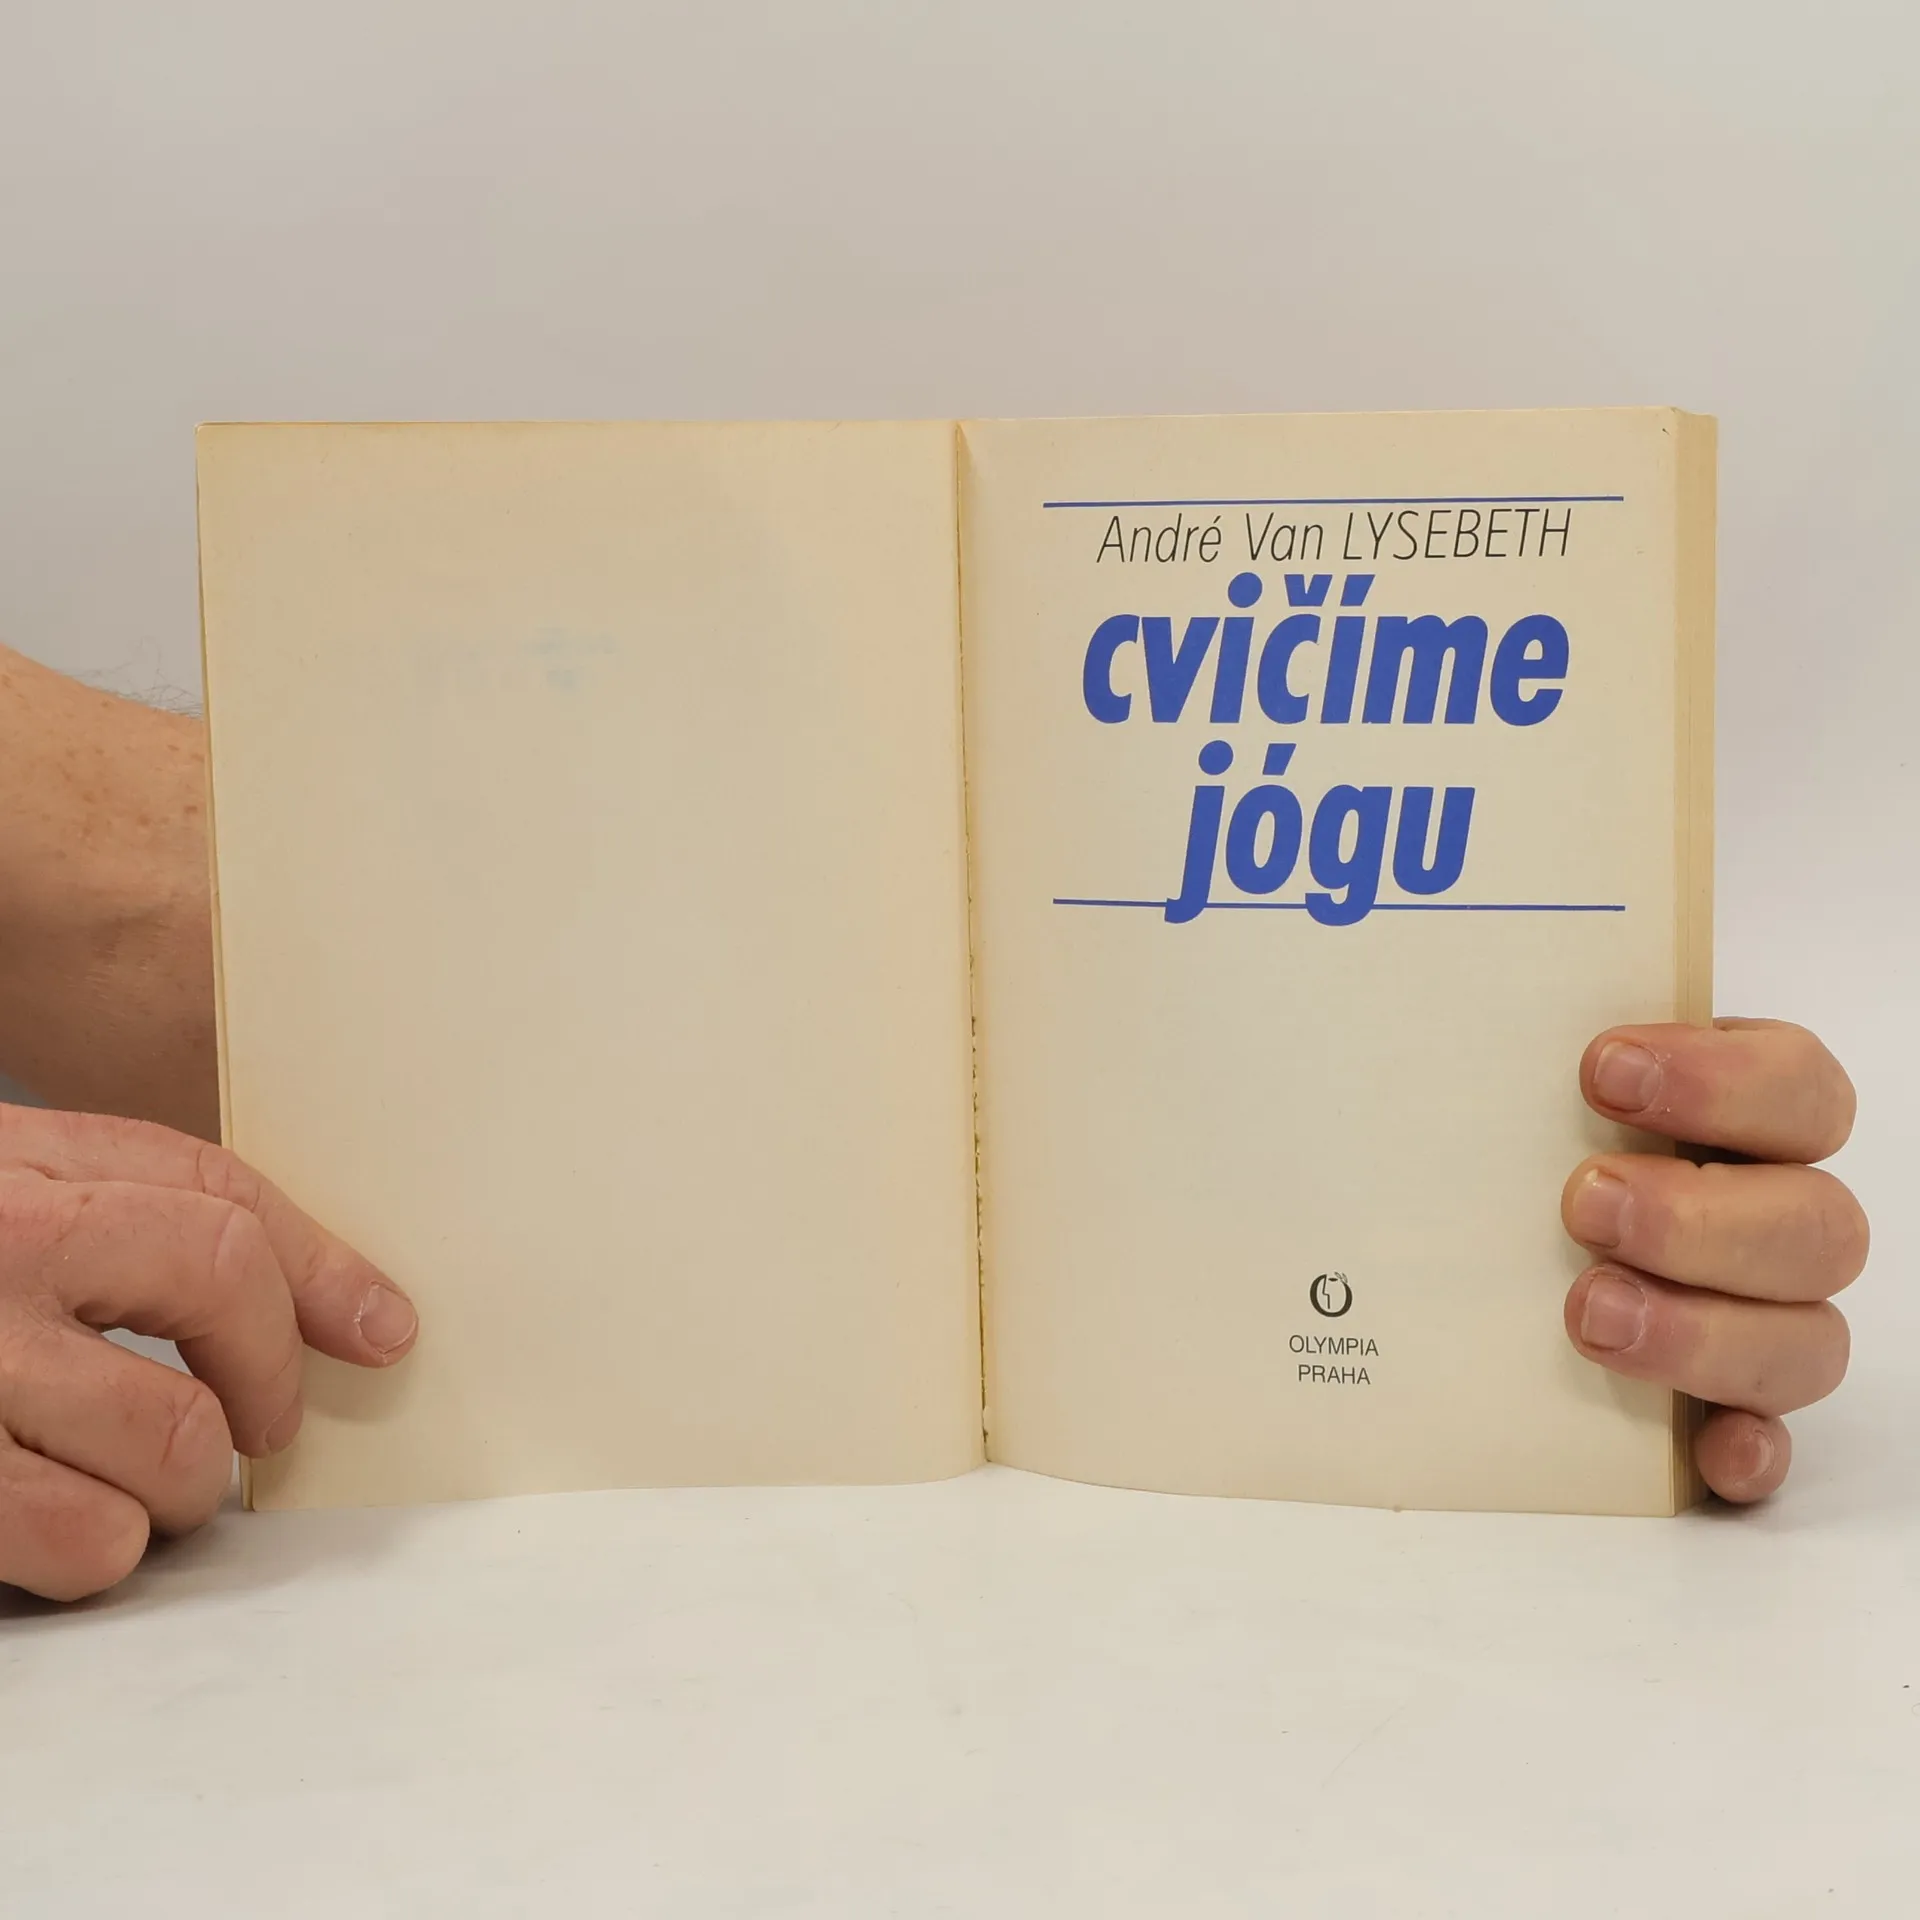 André Van LYSEBETH
cvičíme
jógu
OLYMPIA
PRAHA